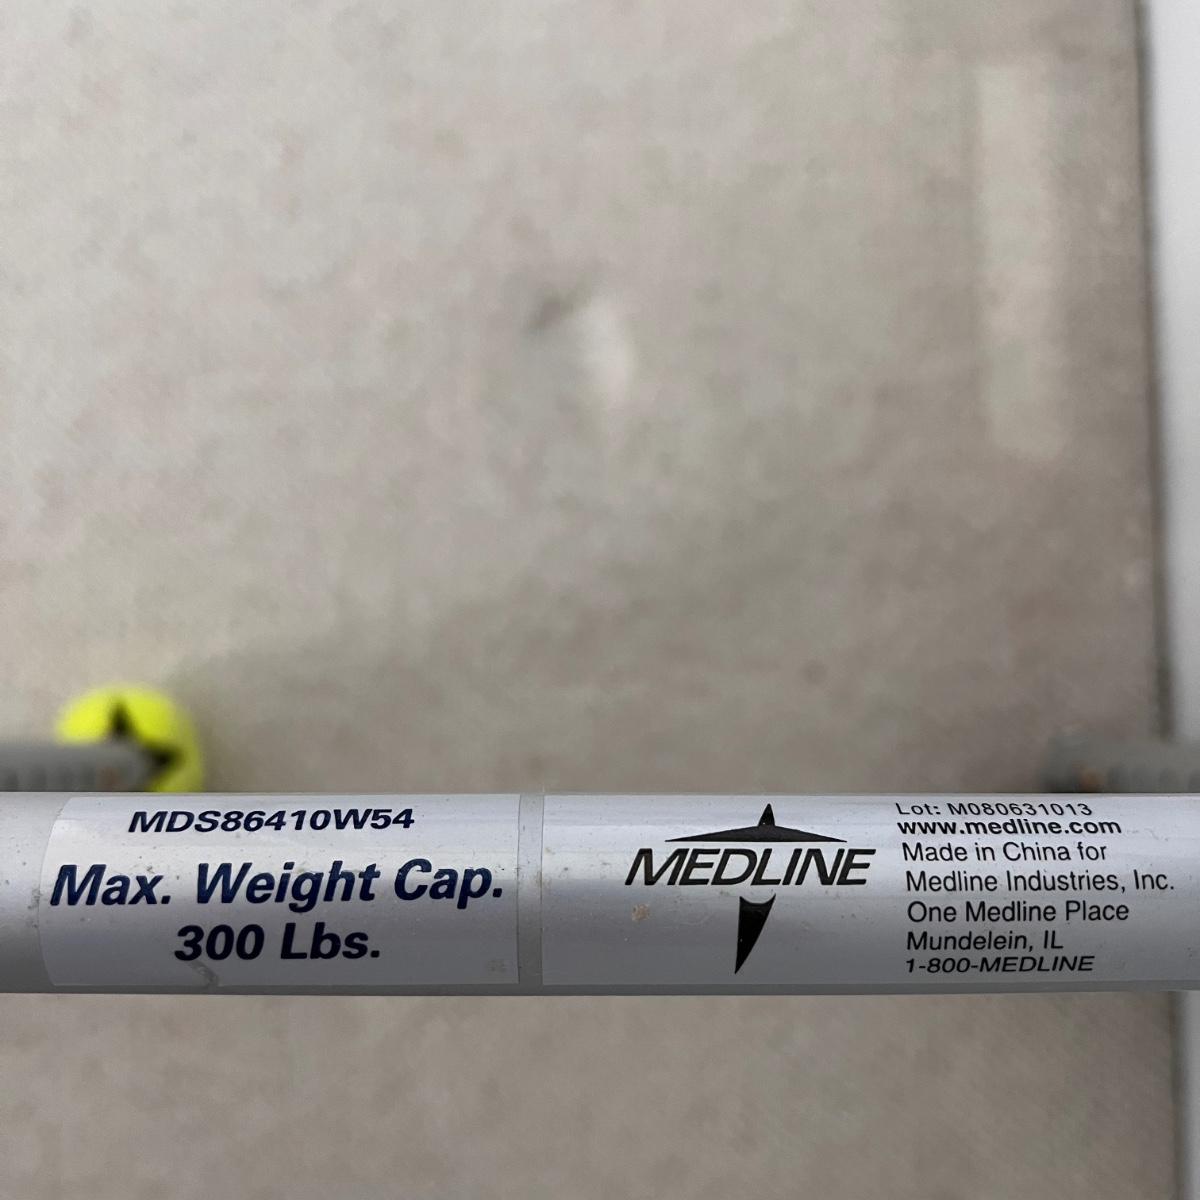 MDS86410W54
Max. Weight Cap.
300 Lbs.
MEDLINE
Lot: M080631013
www.medline.com
Made in China for
Medline Industries, Inc.
One Medline Place
Mundelein, IL
1-800-MEDLINE